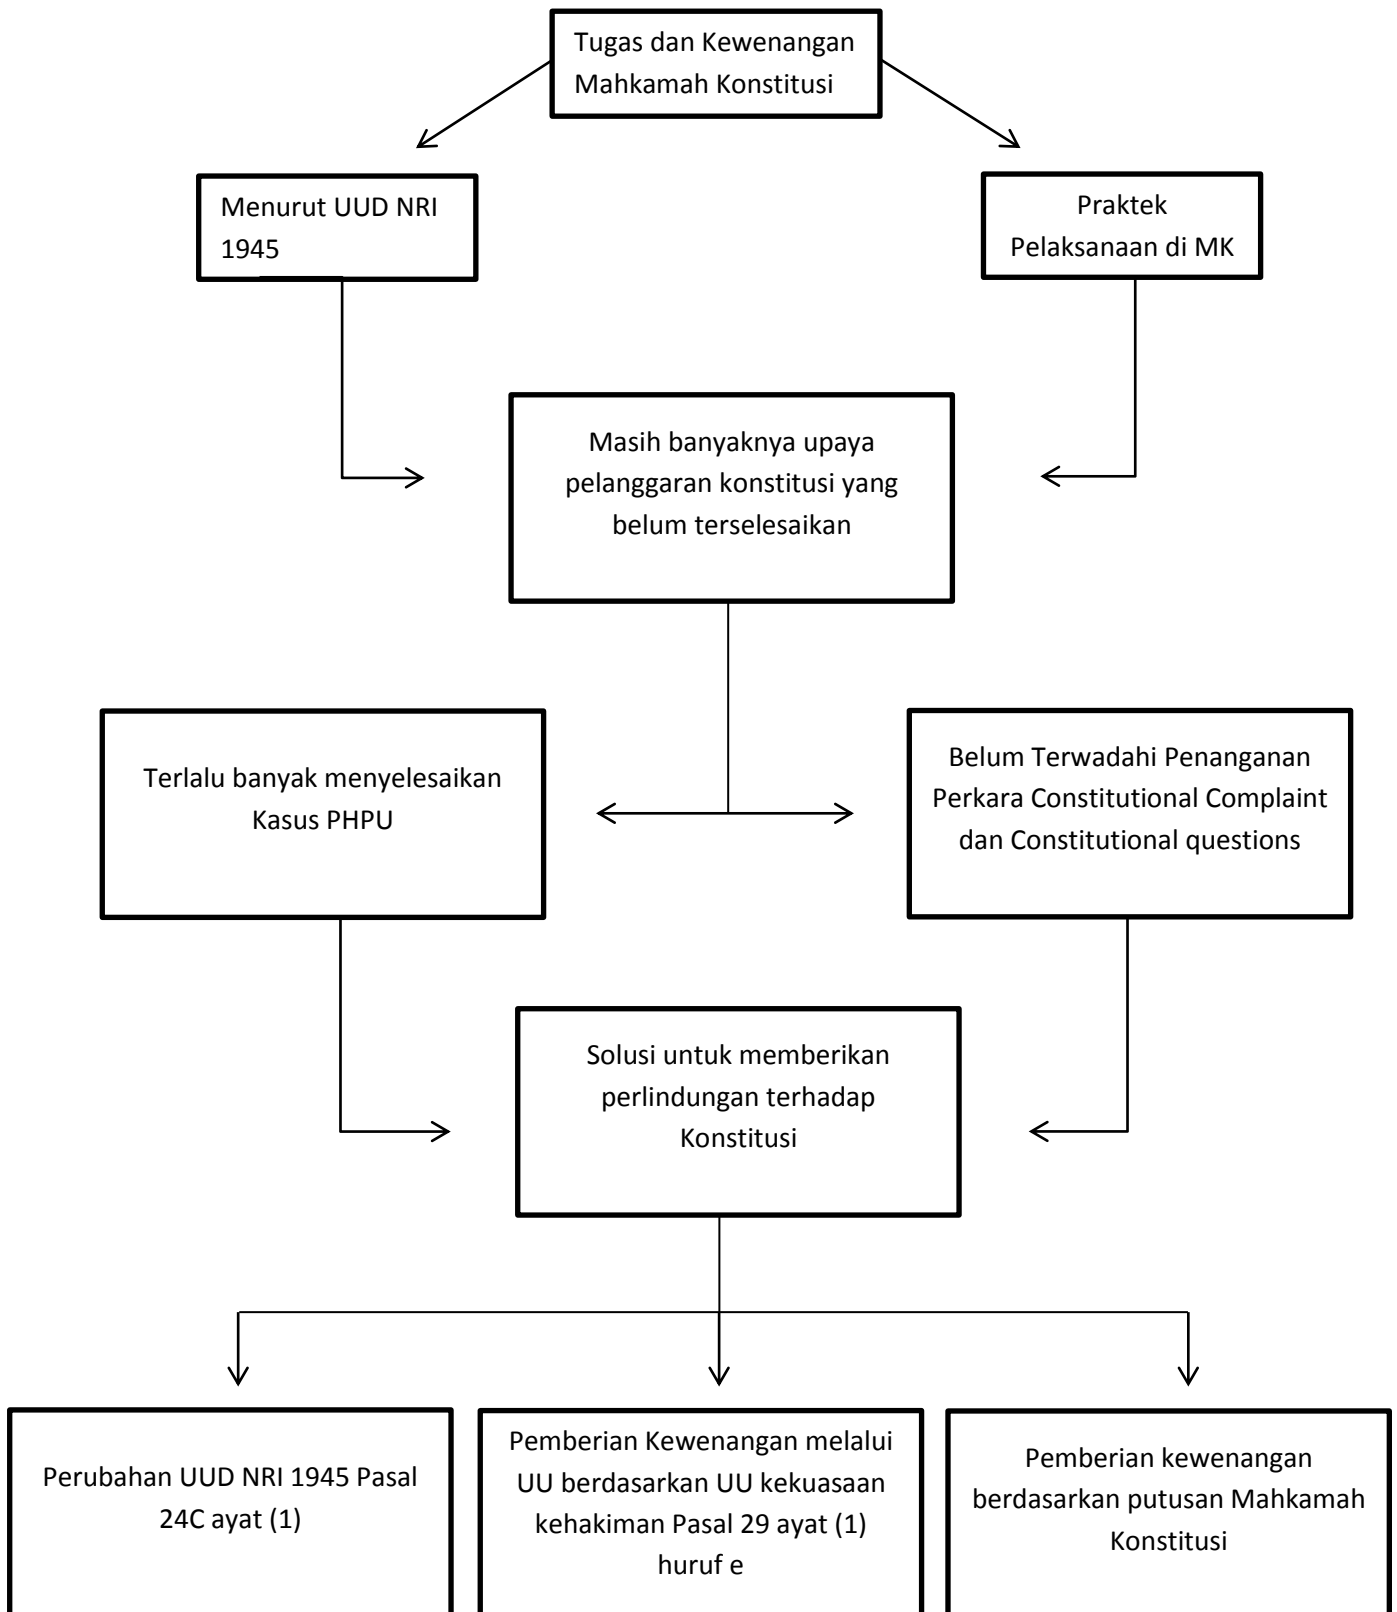 Tugas dan Kewenangan
Mahkamah Konstitusi
Menurut UUD NRI
1945
Praktek
Pelaksanaan di MK
Masih banyaknya upaya
pelanggaran konstitusi yang
belum terselesaikan
Terlalu banyak menyelesaikan
Kasus PHPU
Belum Terwadahi Penanganan
Perkara Constitutional Complaint
dan Constitutional questions
Solusi untuk memberikan
perlindungan terhadap
Konstitusi
Perubahan UUD NRI 1945 Pasal
24C ayat (1)
Pemberian Kewenangan melalui
UU berdasarkan UU kekuasaan
kehakiman Pasal 29 ayat (1)
huruf e
Pemberian kewenangan
berdasarkan putusan Mahkamah
Konstitusi